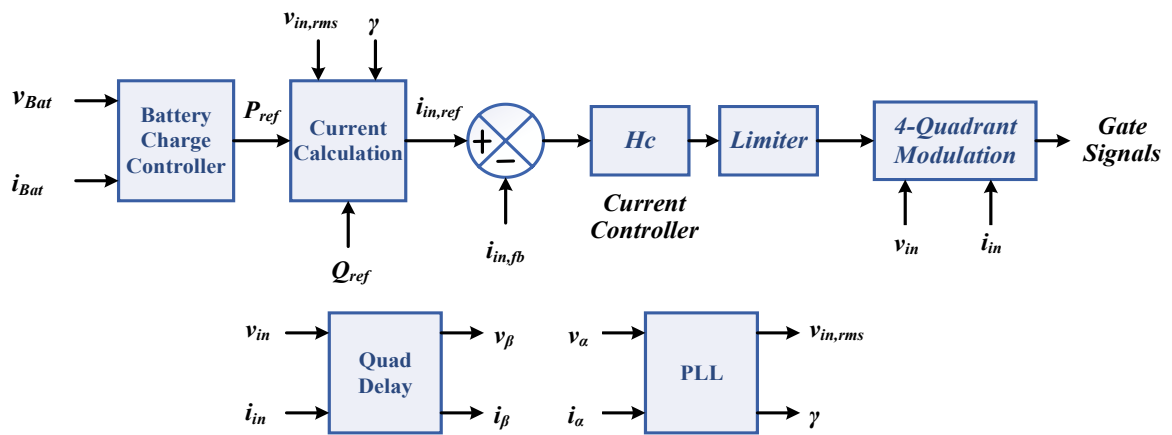 v_in,rms
γ
v_Bat
i_Bat
Battery
Charge
Controller
P_ref
Current
Calculation
Q_ref
i_in,ref
+
−
i_in,fb
Hc
Current
Controller
Limiter
4-Quadrant
Modulation
v_in
i_in
Gate
Signals
v_in
i_in
Quad
Delay
v_β
i_β
v_α
i_α
PLL
v_in,rms
γ